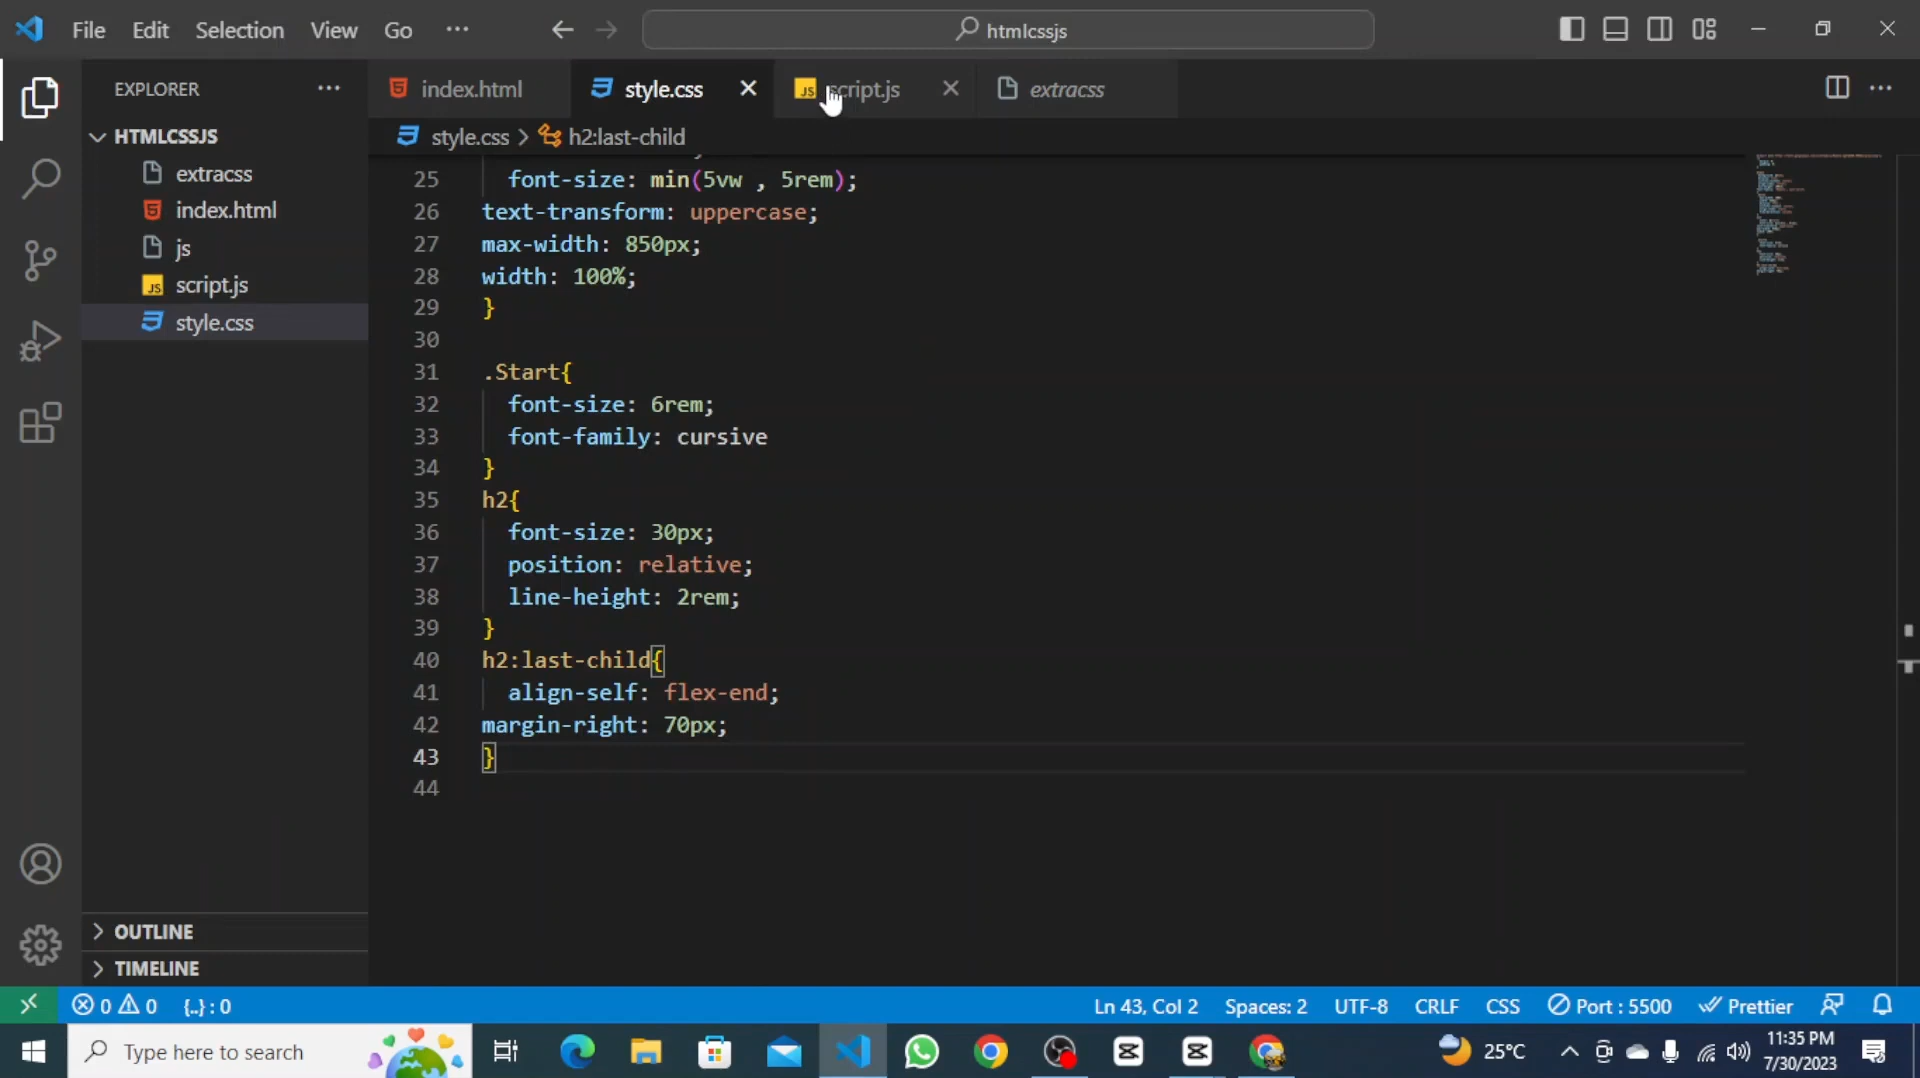 File Edit Selection View Go ··· htmlcssjs
EXPLORER ···
index.html
style.css
script.js
extracss
HTMLCSSJS
style.css > h2:last-child
extracss
index.html
js
script.js
style.css
25 font-size: min(5vw , 5rem);
26 text-transform: uppercase;
27 max-width: 850px;
28 width: 100%;
29 }
30
31 .Start{
32 font-size: 6rem;
33 font-family: cursive
34 }
35 h2{
36 font-size: 30px;
37 position: relative;
38 line-height: 2rem;
39 }
40 h2:last-child{
41 align-self: flex-end;
42 margin-right: 70px;
43 }
44
OUTLINE
TIMELINE
0 0 {..} : 0 Ln 43, Col 2 Spaces: 2 UTF-8 CRLF CSS Port : 5500 Prettier
Type here to search 25°C 11:35 PM
7/30/2023